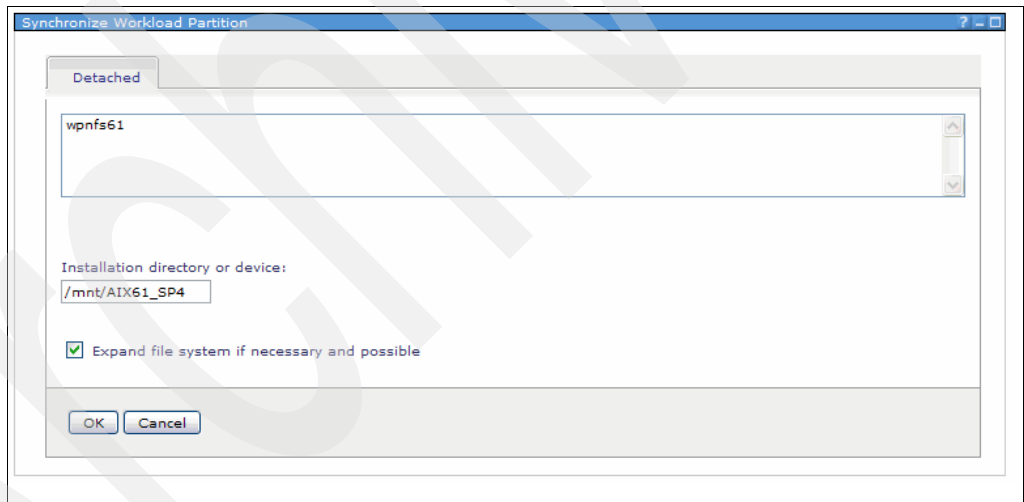 Synchronize Workload Partition
Detached
wpnfs61
Installation directory or device:
/mnt/AIX61_SP4
Expand file system if necessary and possible
OK Cancel